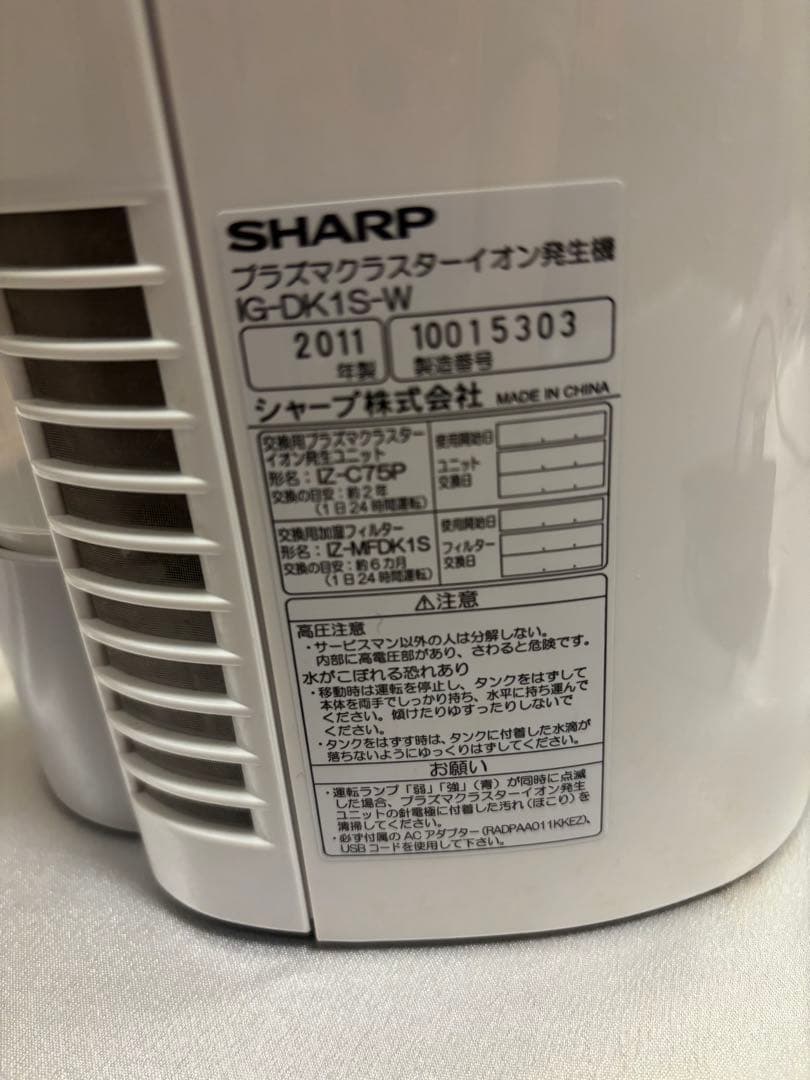 SHARP
プラズマクラスターイオン発生機
IG-DK1S-W
2011
年製
10015303
製造番号
シャープ株式会社 MADE IN CHINA
交換用プラズマクラスター
イオン発生ユニット
形名：IZ-C75P
交換の目安：約2年
（1日24時間運転）
使用開始日
ユニット
交換日
交換用加湿フィルター
形名：IZ-MFDK1S
交換の目安：約6カ月
（1日24時間運転）
使用開始日
フィルター
交換日
⚠注意
高圧注意
・サービスマン以外の人は分解しない。
内部に高電圧部があり、さわると危険です。
水がこぼれる恐れあり
・移動時は運転を停止し、タンクをはずして
本体を両手でしっかり持ち、水平に持ち運んで
ください。傾けたりゆすったりしないで
ください。
・タンクをはずす時は、タンクに付着した水滴が
落ちないようにゆっくりはずしてください。
お願い
・運転ランプ「弱」「強」（青）が同時に点滅
した場合、プラズマクラスターイオン発生
ユニットの針電極に付着した汚れ（ほこり）を
清掃してください。
・必ず付属のACアダプター（RADPAA011KKEZ）、
USBコードを使用して下さい。